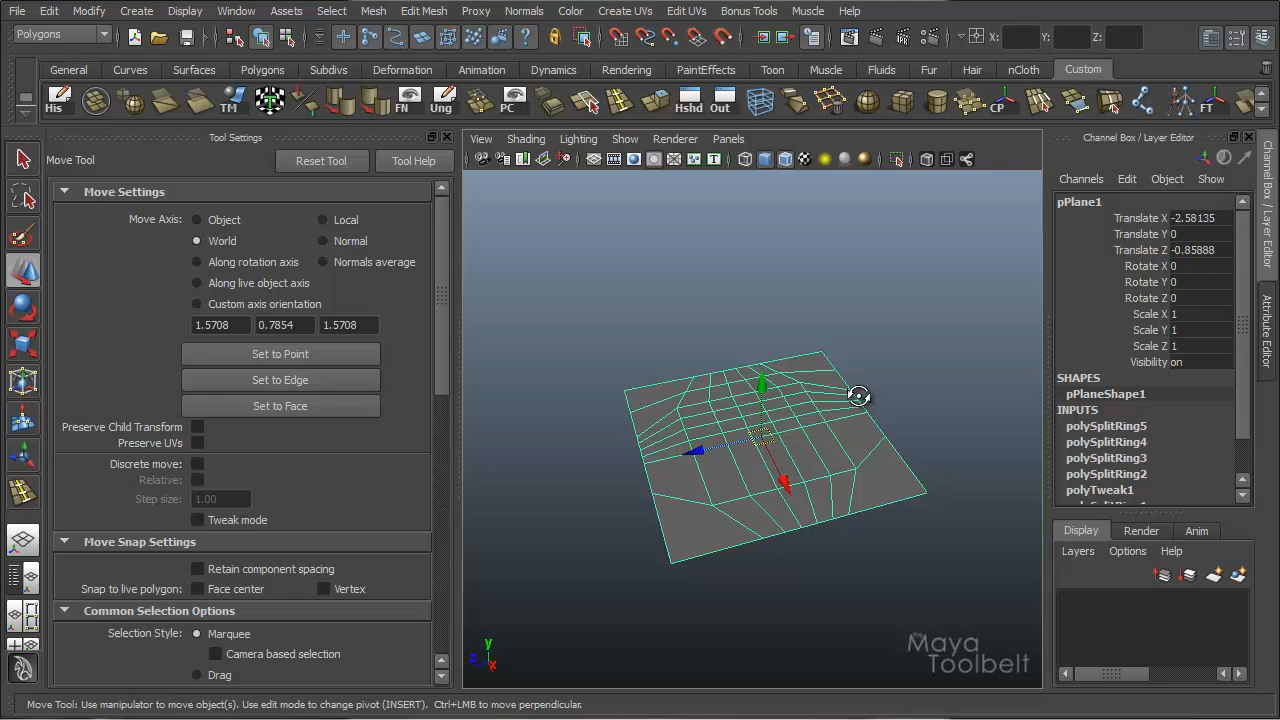 File Edit Modify Create Display Window Assets Select Mesh Edit Mesh Proxy Normals Color Create UVs Edit UVs Bonus Tools Muscle Help
Polygons X: Y: Z:
General Curves Surfaces Polygons Subdivs Deformation Animation Dynamics Rendering PaintEffects Toon Muscle Fluids Fur Hair nCloth Custom
His TM FN Ung PC Hshd Out CP FT
Tool Settings
Move Tool Reset Tool Tool Help
Move Settings
Move Axis: Object Local
World Normal
Along rotation axis Normals average
Along live object axis
Custom axis orientation
1.5708 0.7854 1.5708
Set to Point
Set to Edge
Set to Face
Preserve Child Transform
Preserve UVs
Discrete move:
Relative:
Step size: 1.00
Tweak mode
Move Snap Settings
Retain component spacing
Snap to live polygon: Face center Vertex
Common Selection Options
Selection Style: Marquee
Camera based selection
Drag
View Shading Lighting Show Renderer Panels
y
z x
the Maya
Toolbelt
Channel Box / Layer Editor
Channels Edit Object Show
pPlane1
Translate X -2.58135
Translate Y 0
Translate Z -0.85888
Rotate X 0
Rotate Y 0
Rotate Z 0
Scale X 1
Scale Y 1
Scale Z 1
Visibility on
SHAPES
pPlaneShape1
INPUTS
polySplitRing5
polySplitRing4
polySplitRing3
polySplitRing2
polyTweak1
Display Render Anim
Layers Options Help
Channel Box / Layer Editor
Attribute Editor
Move Tool: Use manipulator to move object(s). Use edit mode to change pivot (INSERT). Ctrl+LMB to move perpendicular.